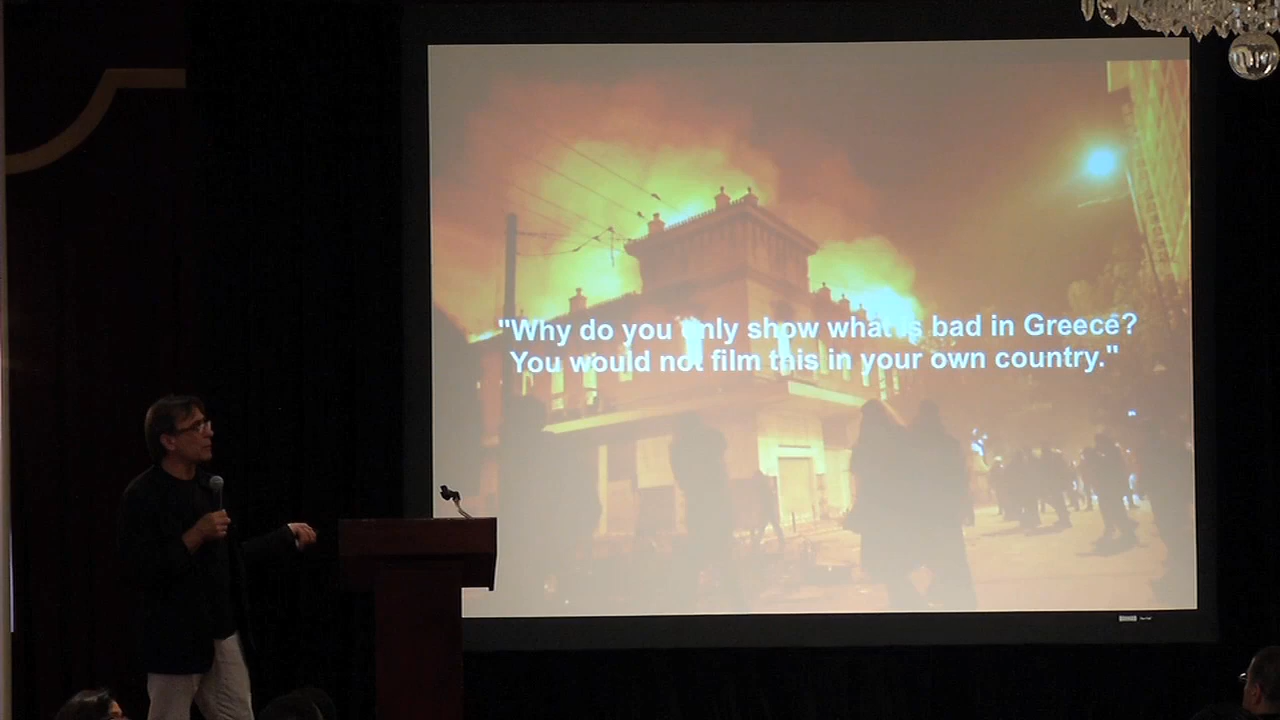 "Why do you only show what is bad in Greece?
You would not film this in your own country."